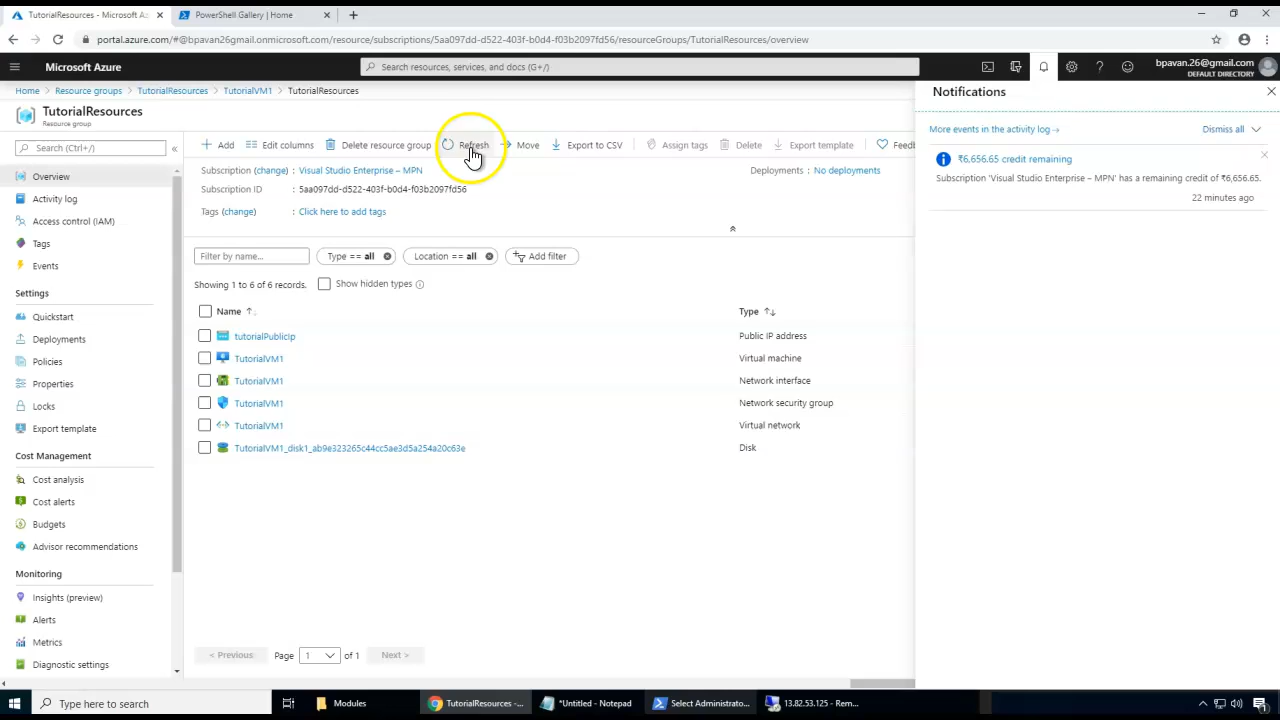 TutorialResources - Microsoft Az
PowerShell Gallery | Home
portal.azure.com/#@bpavan26gmail.onmicrosoft.com/resource/subscriptions/5aa097dd-d522-403f-b0d4-f03b2097fd56/resourceGroups/TutorialResources/overview
Microsoft Azure
Search resources, services, and docs (G+/)
bpavan.26@gmail.com
DEFAULT DIRECTORY
Home > Resource groups > TutorialResources > TutorialVM1 > TutorialResources
TutorialResources
Resource group
Search (Ctrl+/)
«
Overview
Activity log
Access control (IAM)
Tags
Events
Settings
Quickstart
Deployments
Policies
Properties
Locks
Export template
Cost Management
Cost analysis
Cost alerts
Budgets
Advisor recommendations
Monitoring
Insights (preview)
Alerts
Metrics
Diagnostic settings
Add Edit columns Delete resource group Refresh Move Export to CSV Assign tags Delete Export template Feedb
Subscription (change) : Visual Studio Enterprise – MPN
Deployments : No deployments
Subscription ID : 5aa097dd-d522-403f-b0d4-f03b2097fd56
Tags (change) : Click here to add tags
Filter by name... Type == all Location == all Add filter
Showing 1 to 6 of 6 records. Show hidden types
Name Type
tutorialPublicIp Public IP address
TutorialVM1 Virtual machine
TutorialVM1 Network interface
TutorialVM1 Network security group
TutorialVM1 Virtual network
TutorialVM1_disk1_ab9e323265c44cc5ae3d5a254a20c63e Disk
< Previous Page 1 of 1 Next >
Notifications
More events in the activity log →
Dismiss all
₹6,656.65 credit remaining
Subscription 'Visual Studio Enterprise – MPN' has a remaining credit of ₹6,656.65.
22 minutes ago
Type here to search
Modules
TutorialResources -...
*Untitled - Notepad
Select Administrato...
13.82.53.125 - Rem...